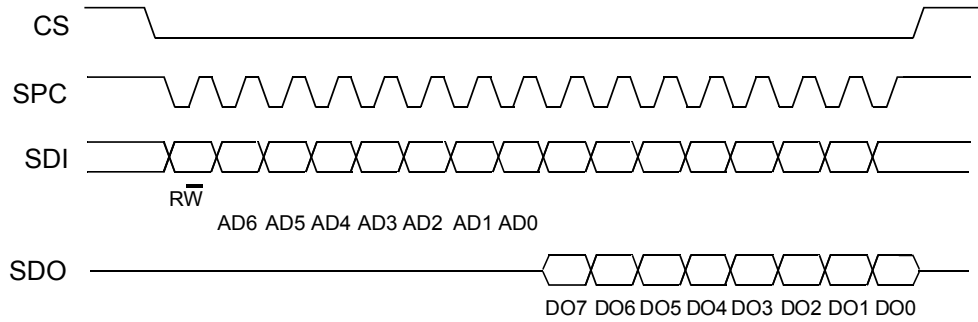 CS
SPC
SDI
RW̅
AD6 AD5 AD4 AD3 AD2 AD1 AD0
SDO
DO7 DO6 DO5 DO4 DO3 DO2 DO1 DO0